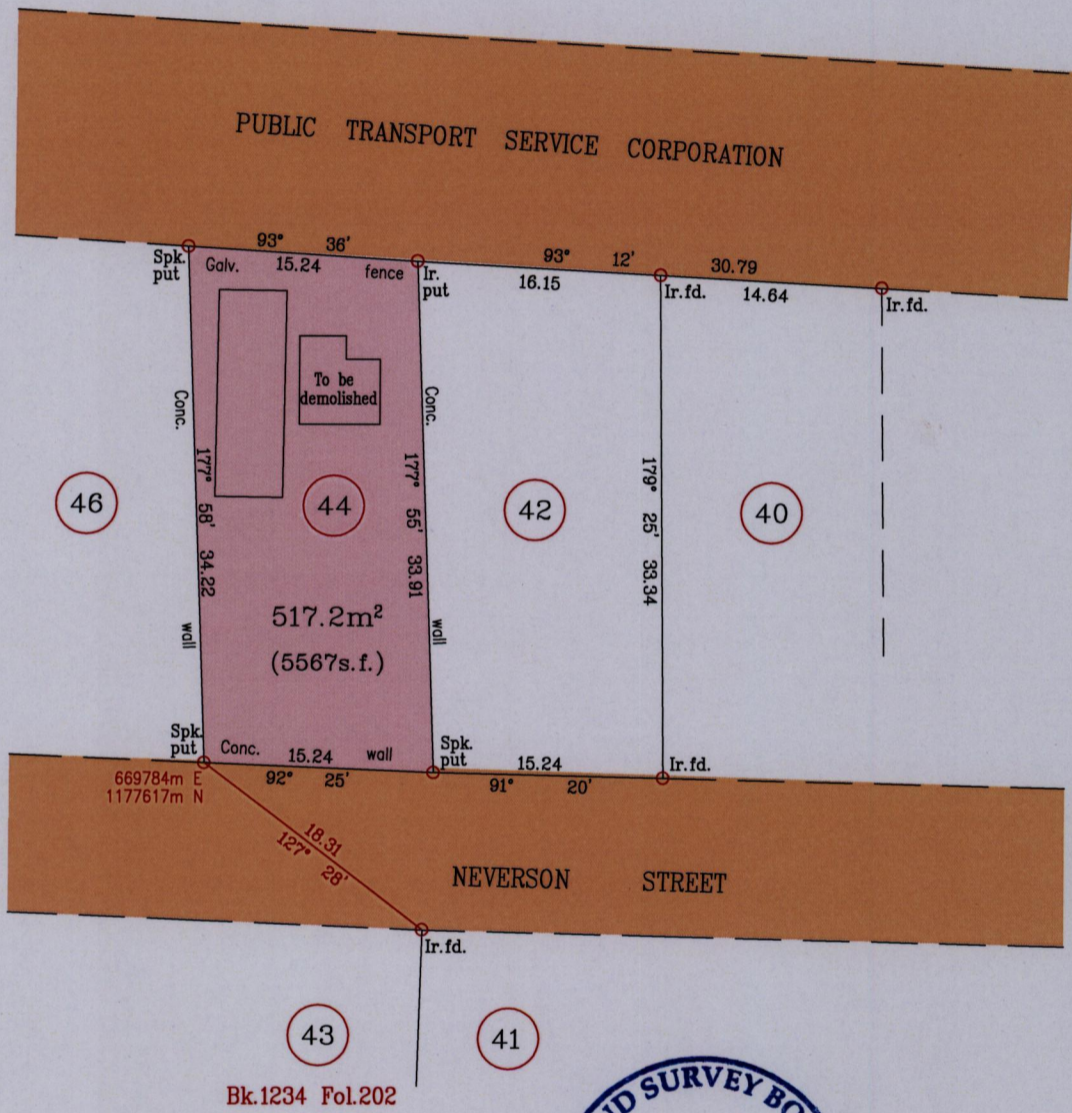 PUBLIC TRANSPORT SERVICE CORPORATION
93° 36'
Spk. put
Galv. 15.24 fence
Ir. put
93° 12' 30.79
16.15
Ir.fd.
14.64
Ir.fd.
To be
demolished
Conc.
177° 58' 34.22
wall
Conc.
177° 55' 33.91
wall
179° 25' 33.34
46
44
42
40
517.2m²
(5567s.f.)
Spk.
put
Conc. 15.24 wall
Spk.
put
15.24
Ir.fd.
669784m E
1177617m N
92° 25'
91° 20'
18.31
127° 28'
NEVERSON STREET
Ir.fd.
43
41
Bk.1234 Fol.202
SURVEY